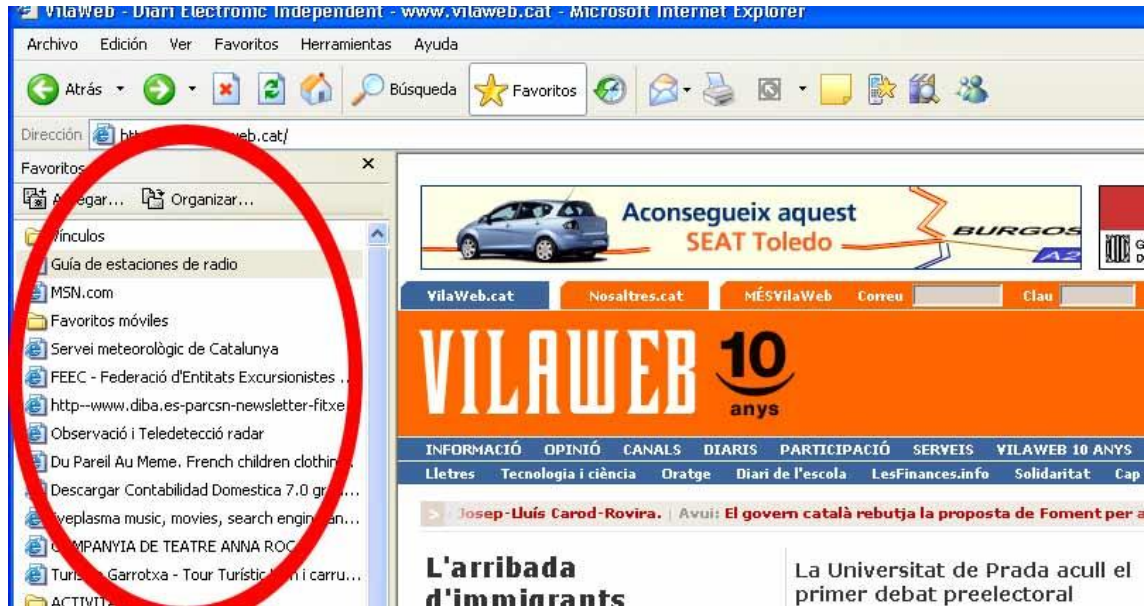 VilaWeb - Diari Electrònic Independent - www.vilaweb.cat - Microsoft Internet Explorer
Archivo Edición Ver Favoritos Herramientas Ayuda
Atrás Búsqueda Favoritos
Dirección eb.cat/
Favoritos
Organizar...
Vínculos
Guía de estaciones de radio
MSN.com
Favoritos móviles
Servei meteorològic de Catalunya
FEEC - Federació d'Entitats Excursionistes ...
http--www.diba.es-parcsn-newsletter-fitxe
Observació i Teledetecció radar
Du Pareil Au Meme. French children clothin
Descargar Contabilidad Domestica 7.0
music, movies, search engin
DE TEATRE ANNA ROC
Garrotxa - Tour Turístic i carru...
Aconsegueix aquest
SEAT Toledo
BURGOS
A2
VilaWeb.cat Nosaltres.cat MÉSVilaWeb Correu Clau
VILAWEB 10
anys
INFORMACIÓ OPINIÓ CANALS DIARIS PARTICIPACIÓ SERVEIS VILAWEB 10 ANYS
Lletres Tecnologia i ciència Oratge Diari de l'escola LesFinances.info Solidaritat Cap
Josep-Lluís Carod-Rovira. | Avui: El govern català rebutja la proposta de Foment per a
L'arribada
d'immigrants
La Universitat de Prada acull el
primer debat preelectoral